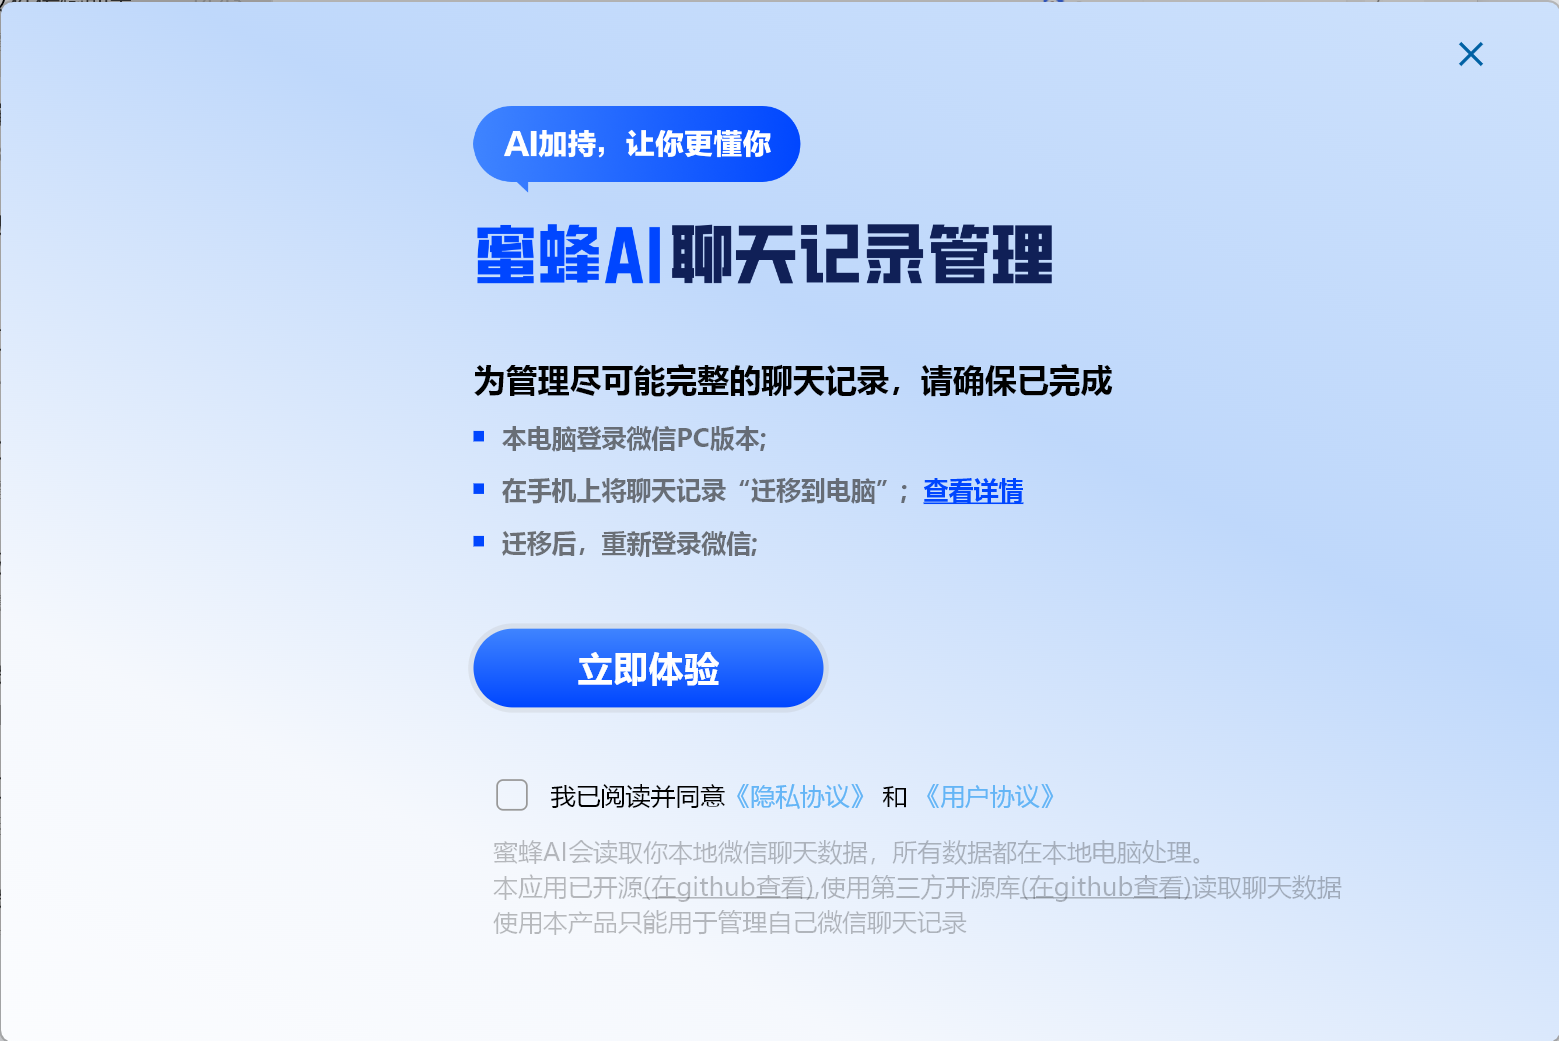 AI加持，让你更懂你
蜜蜂AI聊天记录管理
为管理尽可能完整的聊天记录，请确保已完成
本电脑登录微信PC版本;
在手机上将聊天记录“迁移到电脑”；查看详情
迁移后，重新登录微信;
立即体验
我已阅读并同意《隐私协议》 和 《用户协议》
蜜蜂AI会读取你本地微信聊天数据，所有数据都在本地电脑处理。
本应用已开源(在github查看),使用第三方开源库(在github查看)读取聊天数据
使用本产品只能用于管理自己微信聊天记录